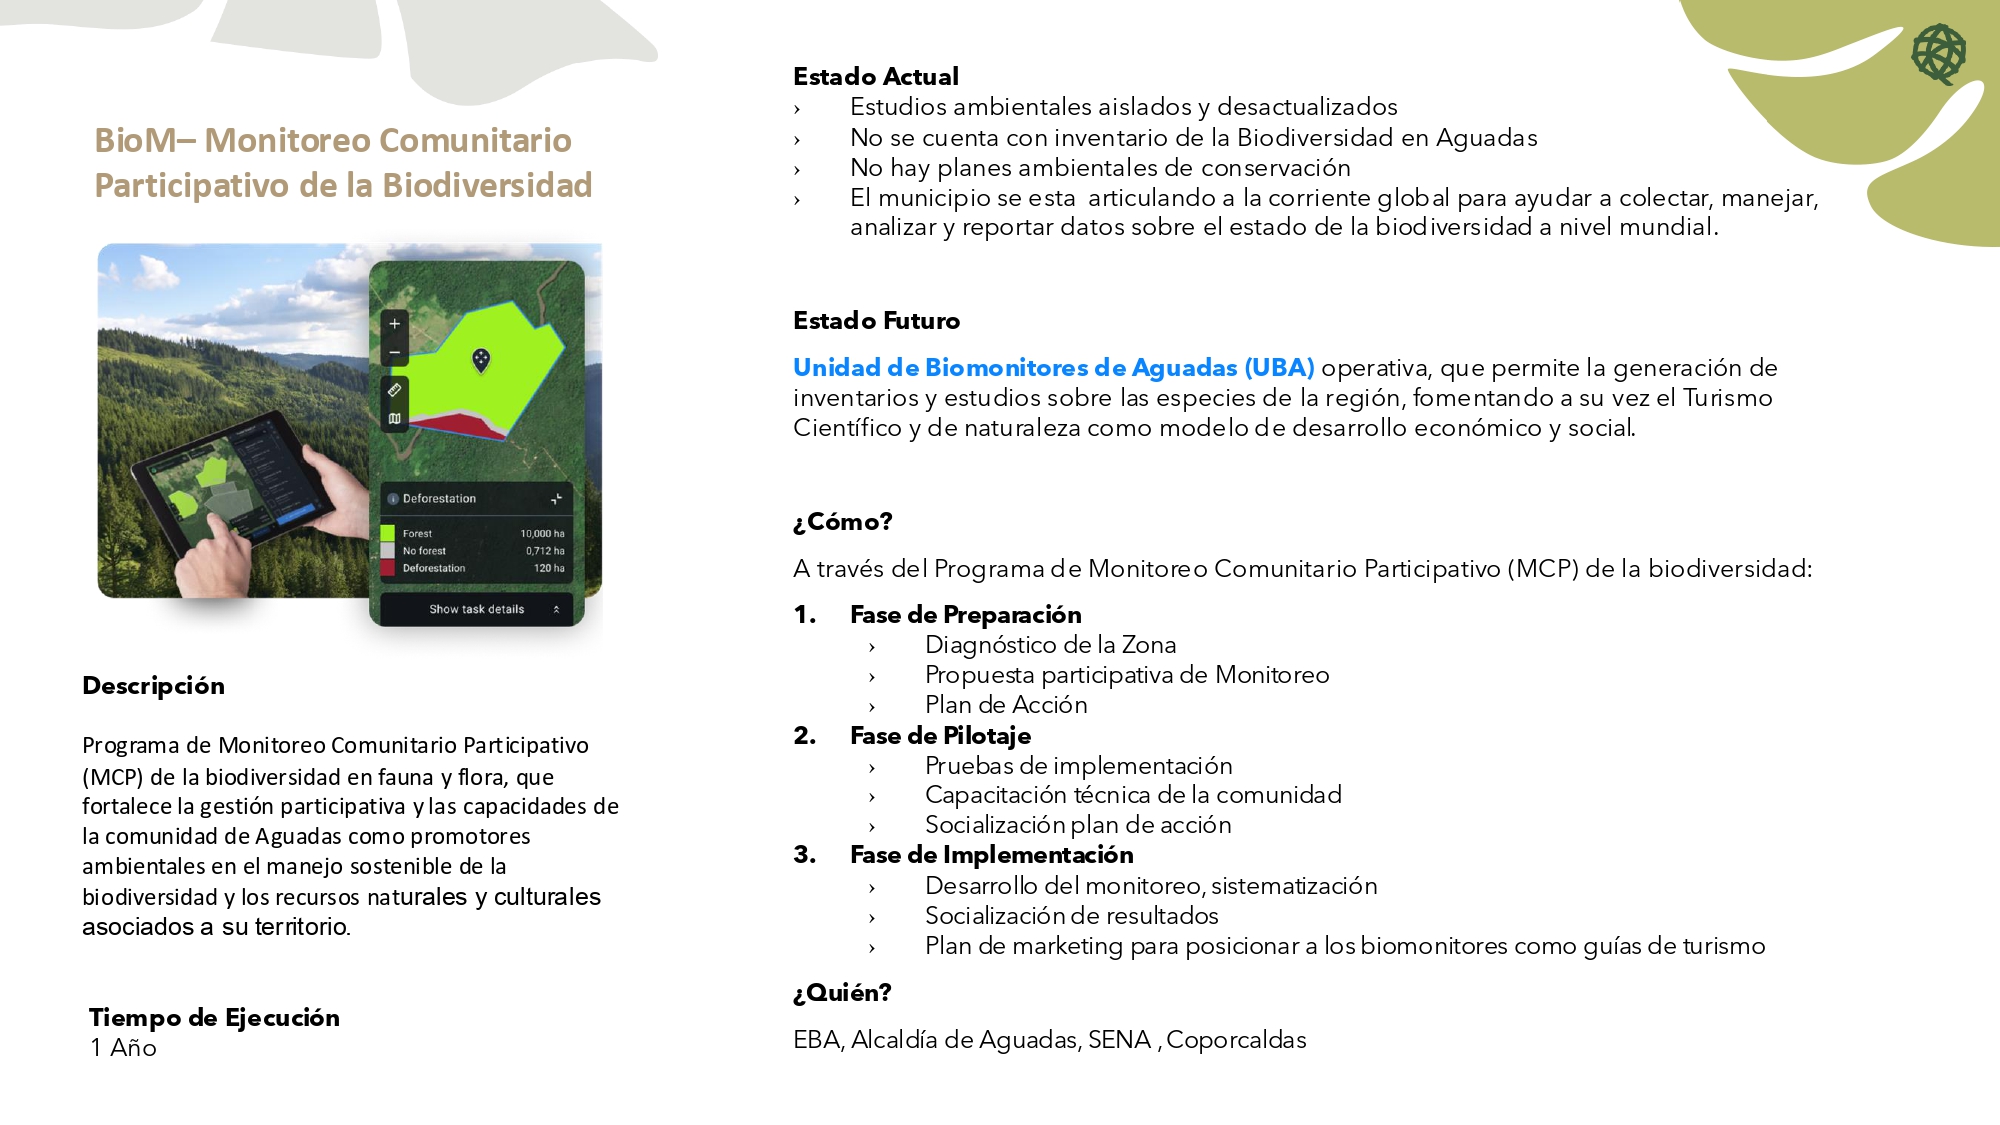 BioM– Monitoreo Comunitario
Participativo de la Biodiversidad
+
−
Deforestation
Forest 10,000 ha
No forest 0,712 ha
Deforestation 120 ha
Show task details
Descripción
Programa de Monitoreo Comunitario Participativo
(MCP) de la biodiversidad en fauna y flora, que
fortalece la gestión participativa y las capacidades de
la comunidad de Aguadas como promotores
ambientales en el manejo sostenible de la
biodiversidad y los recursos naturales y culturales
asociados a su territorio.
Tiempo de Ejecución
1 Año
Estado Actual
› Estudios ambientales aislados y desactualizados
› No se cuenta con inventario de la Biodiversidad en Aguadas
› No hay planes ambientales de conservación
› El municipio se esta articulando a la corriente global para ayudar a colectar, manejar,
analizar y reportar datos sobre el estado de la biodiversidad a nivel mundial.
Estado Futuro
Unidad de Biomonitores de Aguadas (UBA) operativa, que permite la generación de
inventarios y estudios sobre las especies de la región, fomentando a su vez el Turismo
Científico y de naturaleza como modelo de desarrollo económico y social.
¿Cómo?
A través del Programa de Monitoreo Comunitario Participativo (MCP) de la biodiversidad:
1. Fase de Preparación
› Diagnóstico de la Zona
› Propuesta participativa de Monitoreo
› Plan de Acción
2. Fase de Pilotaje
› Pruebas de implementación
› Capacitación técnica de la comunidad
› Socialización plan de acción
3. Fase de Implementación
› Desarrollo del monitoreo, sistematización
› Socialización de resultados
› Plan de marketing para posicionar a los biomonitores como guías de turismo
¿Quién?
EBA, Alcaldía de Aguadas, SENA , Coporcaldas